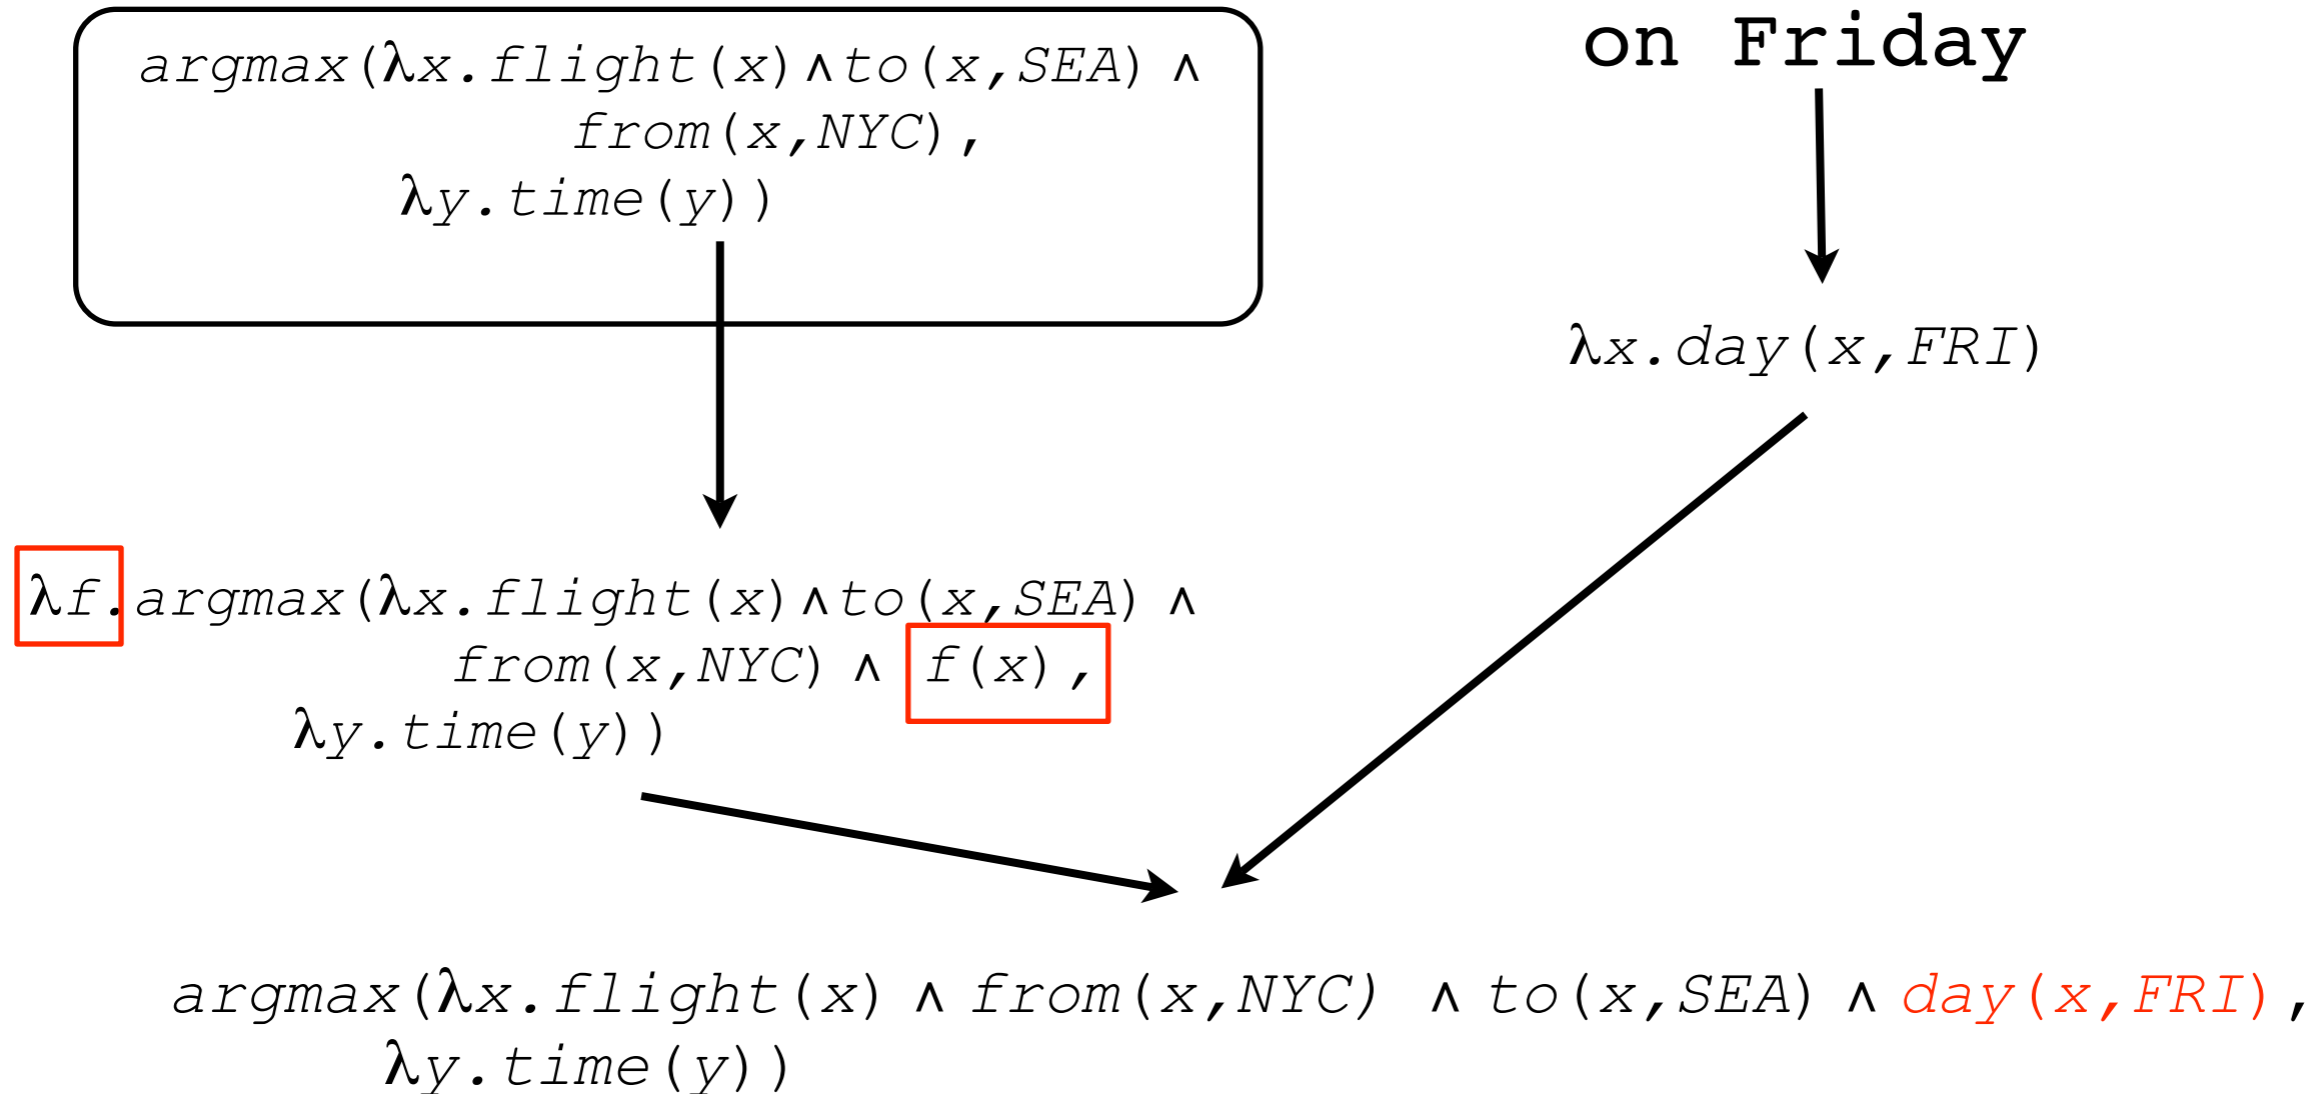 argmax(λx.flight(x)∧to(x,SEA) ∧
from(x,NYC),
λy.time(y))
on Friday
λx.day(x,FRI)
λf.argmax(λx.flight(x)∧to(x,SEA) ∧
from(x,NYC) ∧ f(x),
λy.time(y))
argmax(λx.flight(x) ∧ from(x,NYC) ∧ to(x,SEA) ∧ day(x,FRI),
λy.time(y))